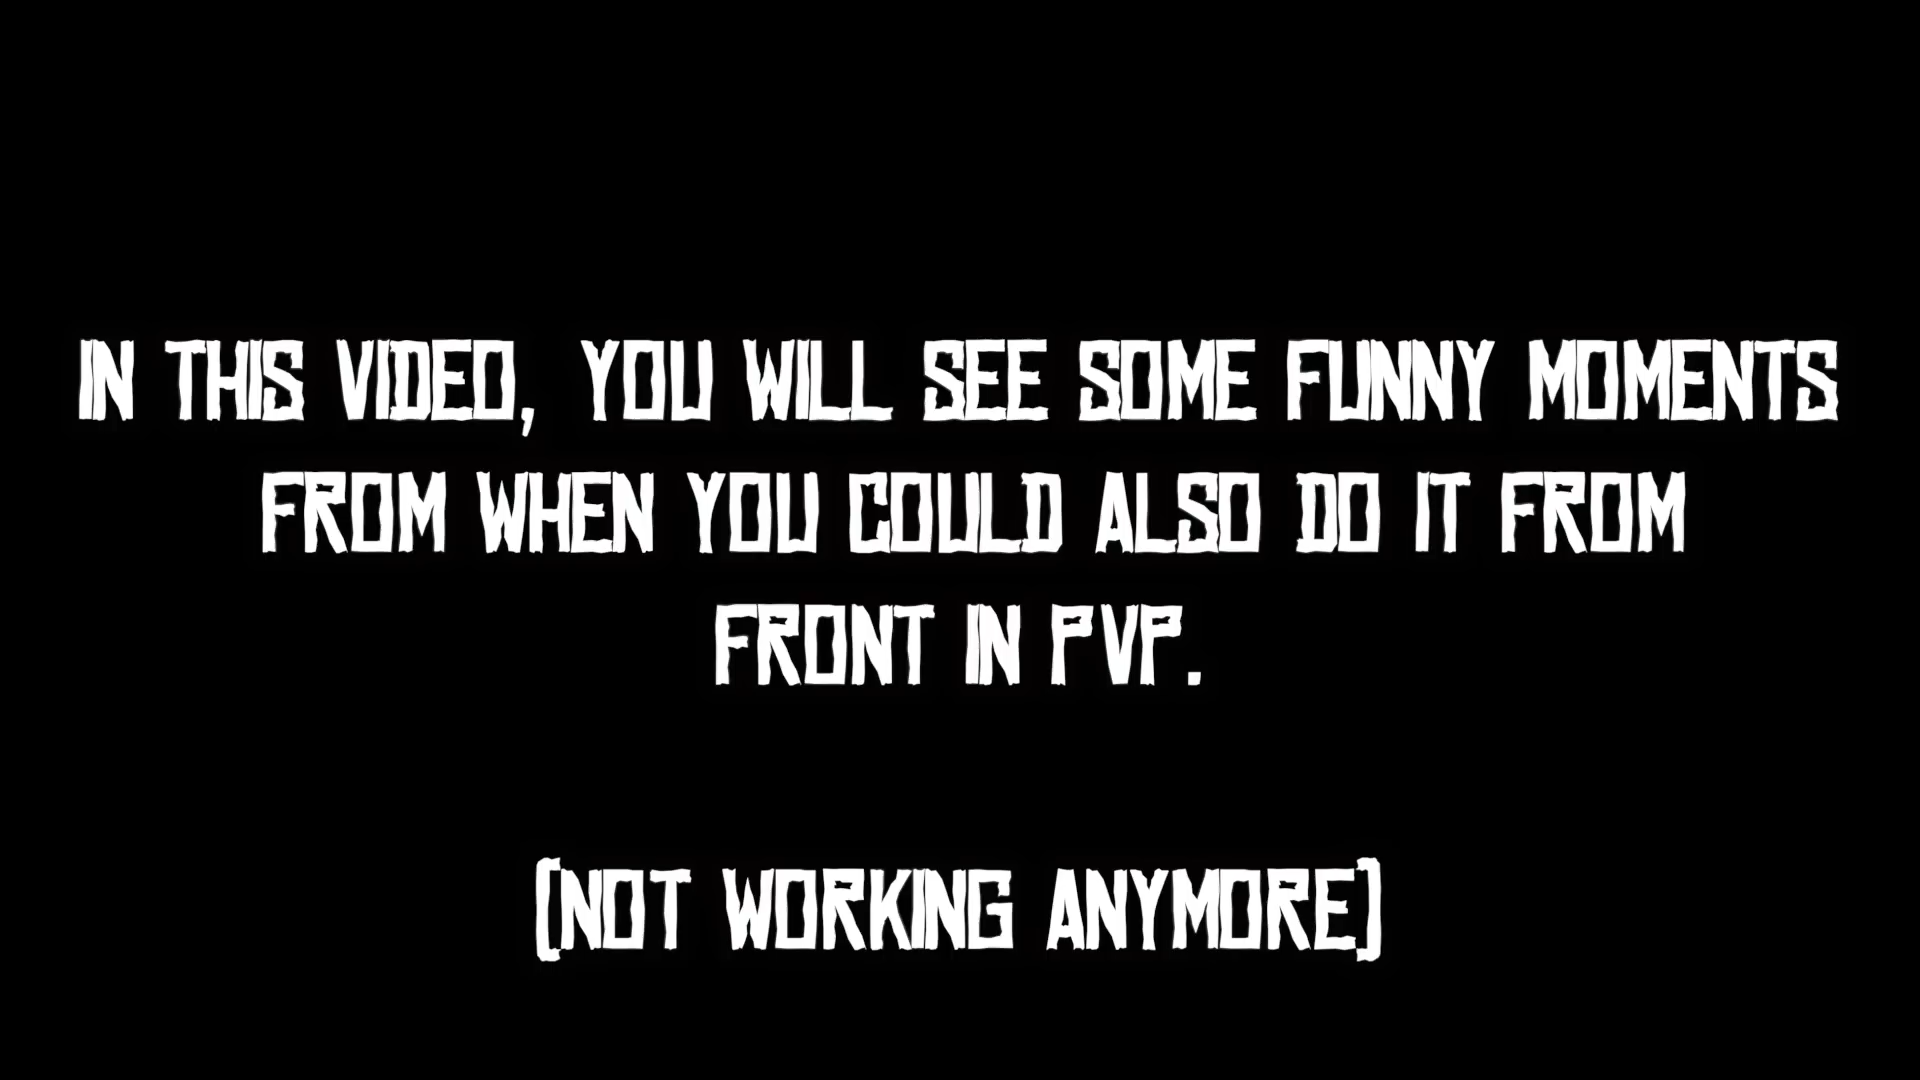 IN THIS VIDEO, YOU WILL SEE SOME FUNNY MOMENTS
FROM WHEN YOU COULD ALSO DO IT FROM
FRONT IN PVP.
(NOT WORKING ANYMORE)